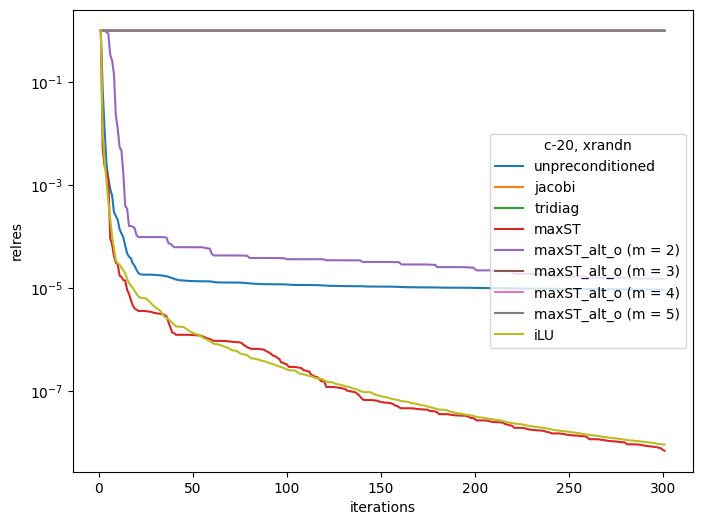 10⁻¹
10⁻³
10⁻⁵
10⁻⁷
relres
c-20, xrandn
unpreconditioned
jacobi
tridiag
maxST
maxST_alt_o (m = 2)
maxST_alt_o (m = 3)
maxST_alt_o (m = 4)
maxST_alt_o (m = 5)
iLU
0 50 100 150 200 250 300
iterations